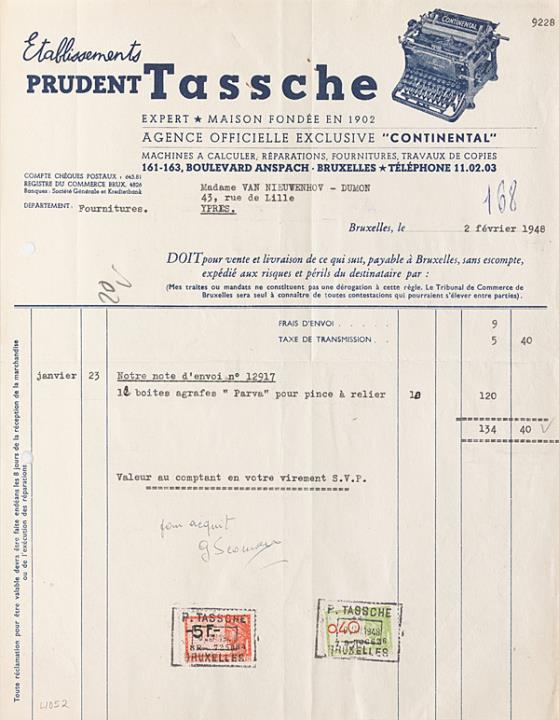 9228
CONTINENTAL
Etablissements
PRUDENT Tassche
EXPERT ★ MAISON FONDÉE EN 1902
AGENCE OFFICIELLE EXCLUSIVE "CONTINENTAL"
MACHINES A CALCULER, RÉPARATIONS, FOURNITURES, TRAVAUX DE COPIES
161-163, BOULEVARD ANSPACH - BRUXELLES ★ TÉLÉPHONE 11.02.03
COMPTE CHÈQUES POSTAUX : 643.81
REGISTRE DU COMMERCE BRUX. 4826
Banques : Société Générale et Kredietbank
DÉPARTEMENT : Fournitures.
Madame VAN NIEUWENHOV - DUMON
43, rue de Lille
YPRES.
168
Bruxelles, le 2 février 1948
DOIT pour vente et livraison de ce qui suit, payable à Bruxelles, sans escompte,
expédié aux risques et périls du destinataire par :
(Mes traites ou mandats ne constituent pas une dérogation à cette règle. Le Tribunal de Commerce de
Bruxelles sera seul à connaître de toutes contestations qui pourraient s'élever entre parties).
FRAIS D'ENVOI . . . . . 9
TAXE DE TRANSMISSION . . 5 40
janvier 23 Notre note d'envoi n° 12917
boites agrafes " Parva" pour pince à relier 120
134 40
Valeur au comptant en votre virement S.V.P.
pour acquit
P. TASSCHE
5F.-
BRUXELLES
P. TASSCHE
0,40
1948
BRUXELLES
Toute réclamation pour être valable devra être faite endéans les 8 jours de la réception de la marchandise
ou de l'exécution des réparations.
4052